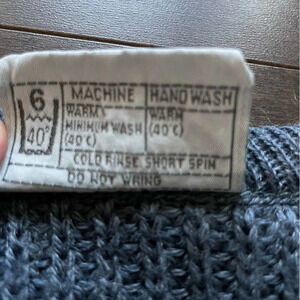 6
40°
MACHINE HAND WASH
WARM WARM
MINIMUM WASH (40°C)
(40°C)
COLD RINSE SHORT SPIN
DO NOT WRING